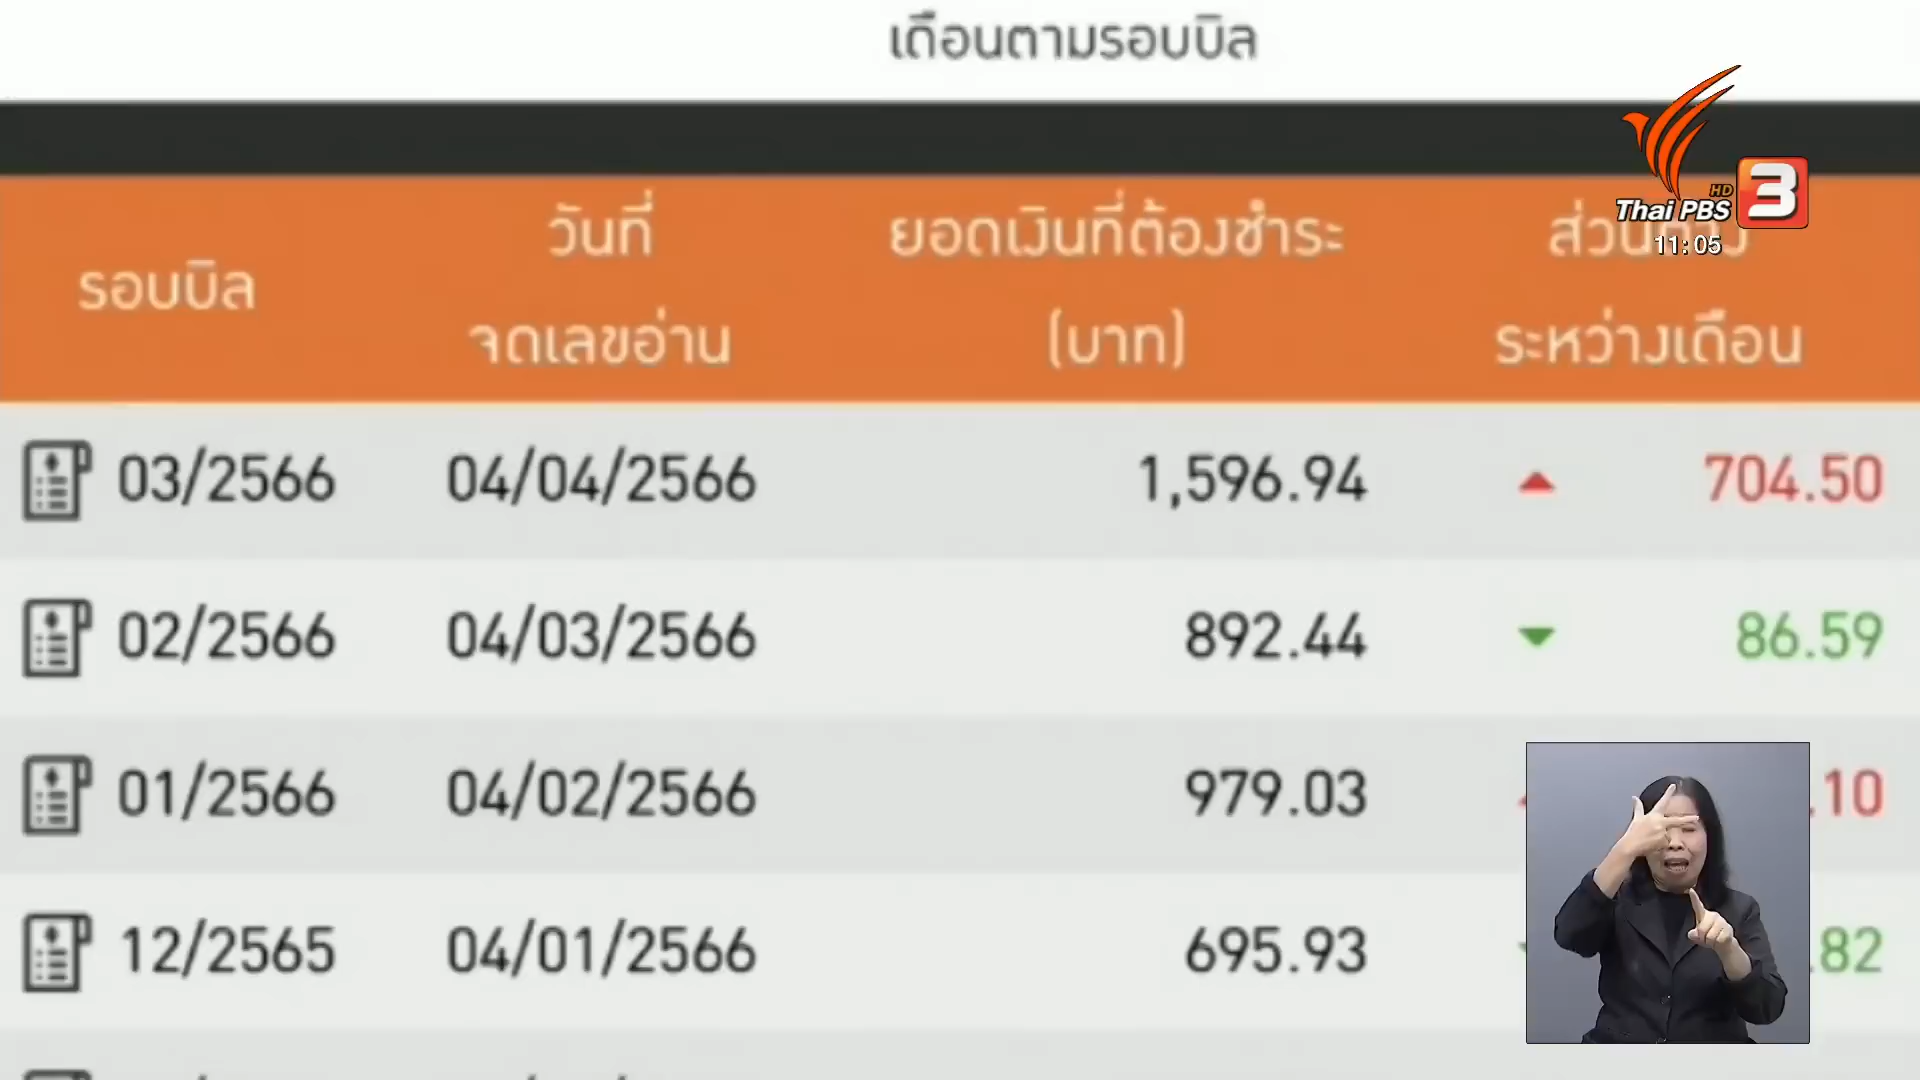 เดือนตามรอบบิล
Thai PBS HD 3
11:05
รอบบิล วันที่จดเลขอ่าน ยอดเงินที่ต้องชำระ (บาท) ระหว่างเดือน
03/2566 04/04/2566 1,596.94 ▲ 704.50
02/2566 04/03/2566 892.44 ▼ 86.59
01/2566 04/02/2566 979.03 .10
12/2565 04/01/2566 695.93 .82